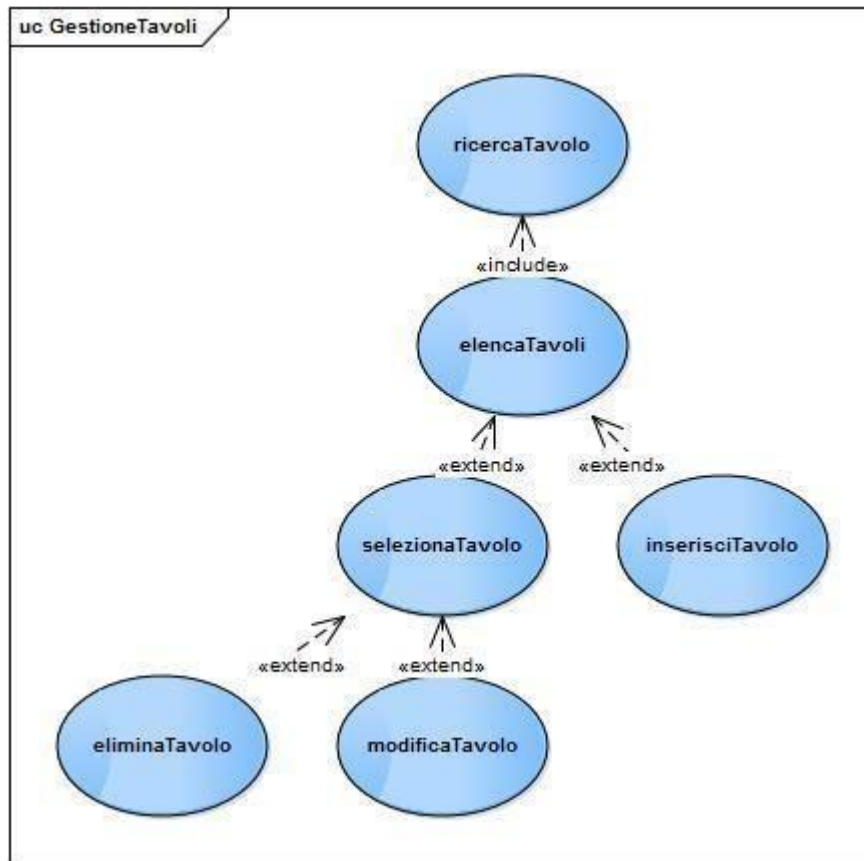 uc GestioneTavoli
ricercaTavolo
«include»
elencaTavoli
«extend»
«extend»
selezionaTavolo
inserisciTavolo
«extend»
«extend»
eliminaTavolo
modificaTavolo